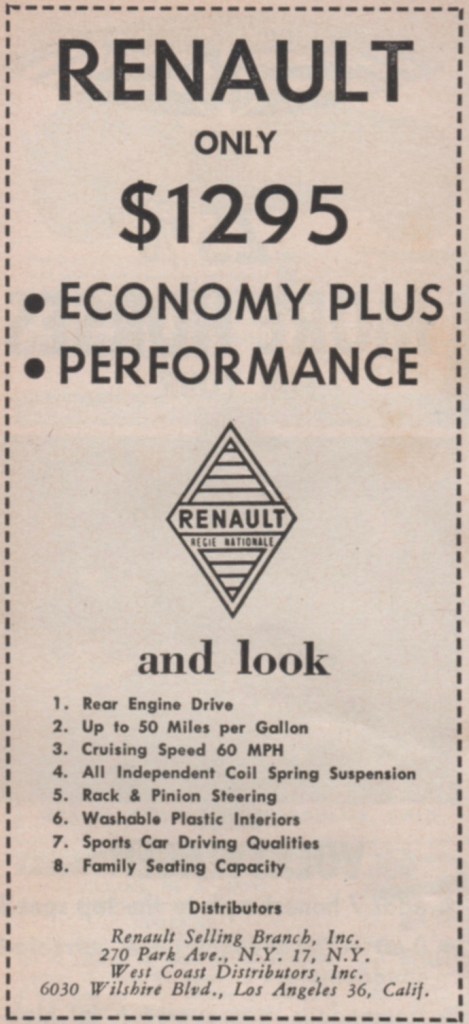 RENAULT
ONLY
$1295
• ECONOMY PLUS
• PERFORMANCE
RENAULT
REGIE NATIONALE
and look
1. Rear Engine Drive
2. Up to 50 Miles per Gallon
3. Cruising Speed 60 MPH
4. All Independent Coil Spring Suspension
5. Rack & Pinion Steering
6. Washable Plastic Interiors
7. Sports Car Driving Qualities
8. Family Seating Capacity
Distributors
Renault Selling Branch, Inc.
270 Park Ave., N.Y. 17, N.Y.
West Coast Distributors, Inc.
6030 Wilshire Blvd., Los Angeles 36, Calif.